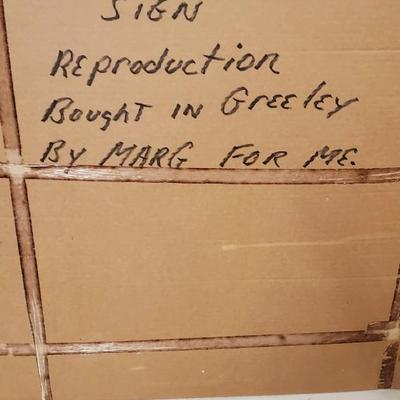 SIGN
Reproduction
Bought in Greeley
By MARG FOR ME.